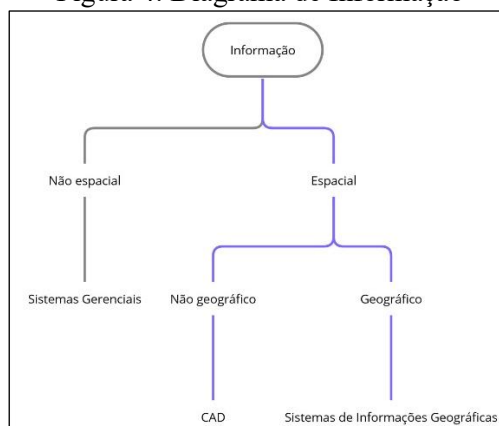 Informação
Não espacial
Espacial
Sistemas Gerenciais
Não geográfico
Geográfico
CAD
Sistemas de Informações Geográficas